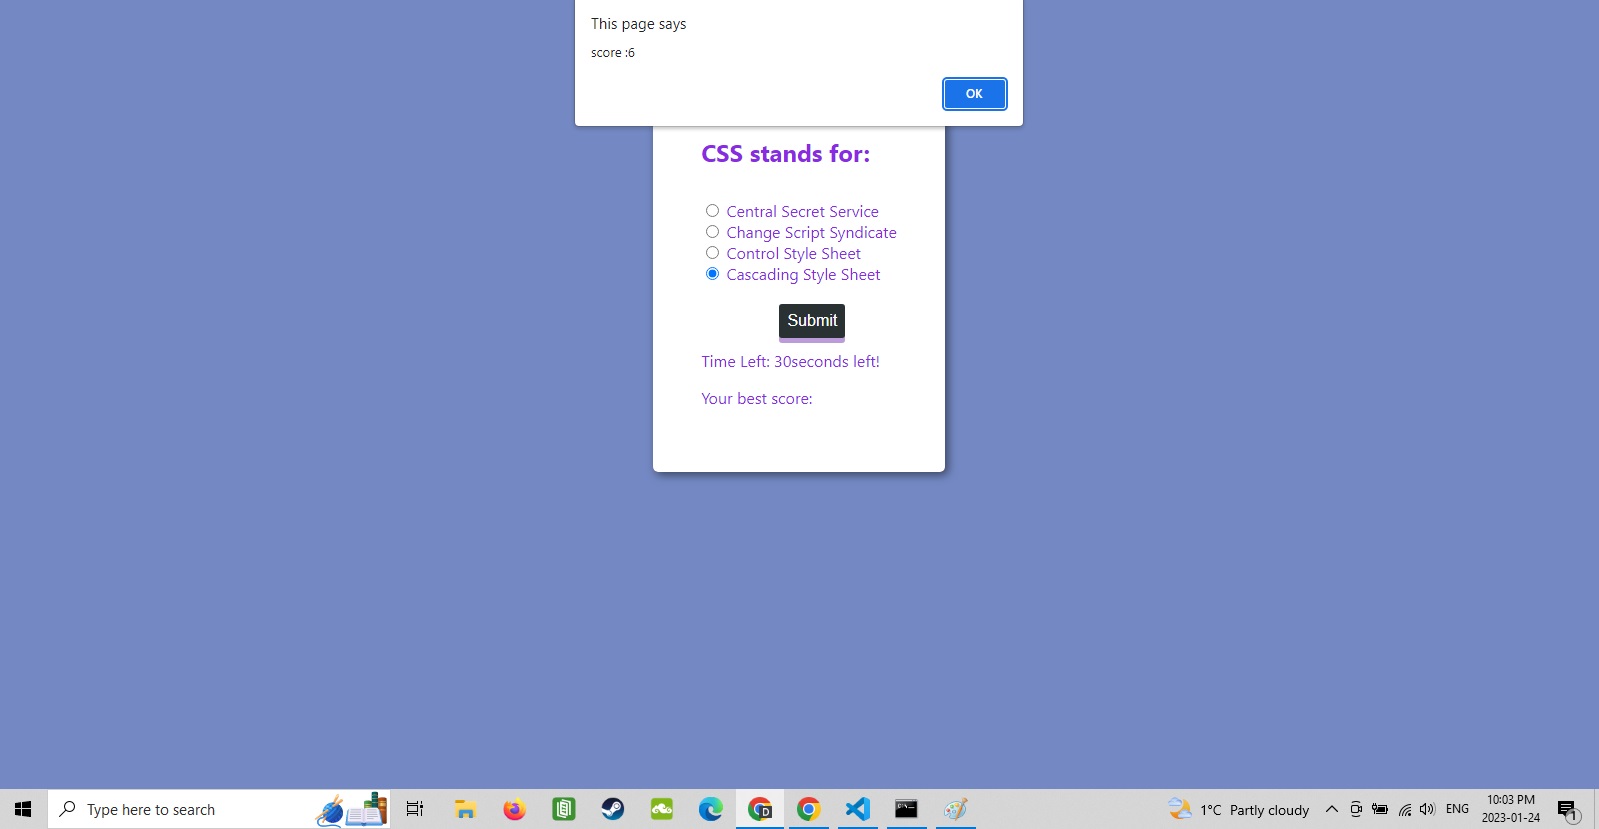 This page says
score :6
OK
CSS stands for:
Central Secret Service
Change Script Syndicate
Control Style Sheet
Cascading Style Sheet
Submit
Time Left: 30seconds left!
Your best score:
Type here to search
1°C Partly cloudy
ENG
10:03 PM
2023-01-24
1